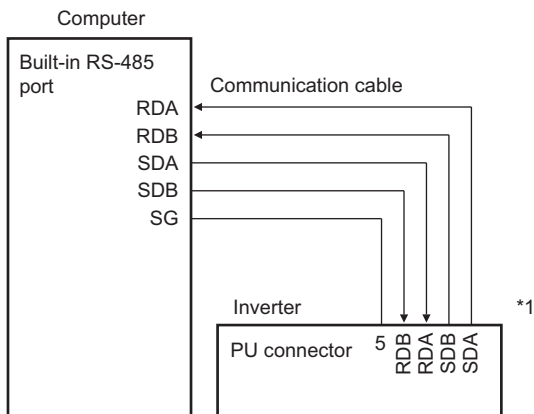 Computer
Built-in RS-485
port
Communication cable
RDA
RDB
SDA
SDB
SG
Inverter
*1
PU connector
5
RDB
RDA
SDB
SDA